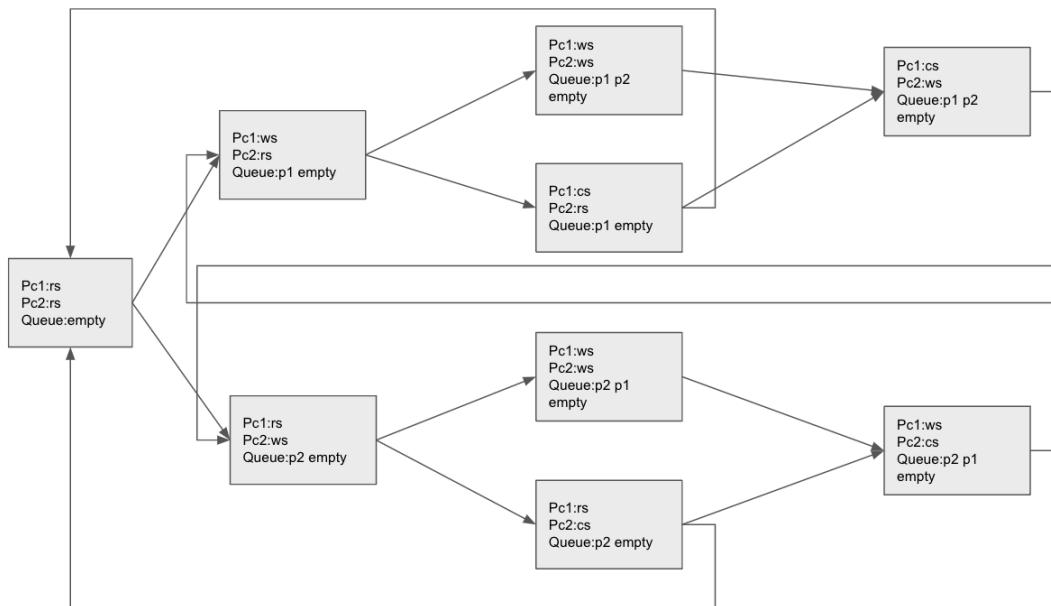 Pc1:ws
Pc2:ws
Queue:p1 p2
empty
Pc1:cs
Pc2:ws
Queue:p1 p2
empty
Pc1:ws
Pc2:rs
Queue:p1 empty
Pc1:cs
Pc2:rs
Queue:p1 empty
Pc1:rs
Pc2:rs
Queue:empty
Pc1:ws
Pc2:ws
Queue:p2 p1
empty
Pc1:rs
Pc2:ws
Queue:p2 empty
Pc1:ws
Pc2:cs
Queue:p2 p1
empty
Pc1:rs
Pc2:cs
Queue:p2 empty